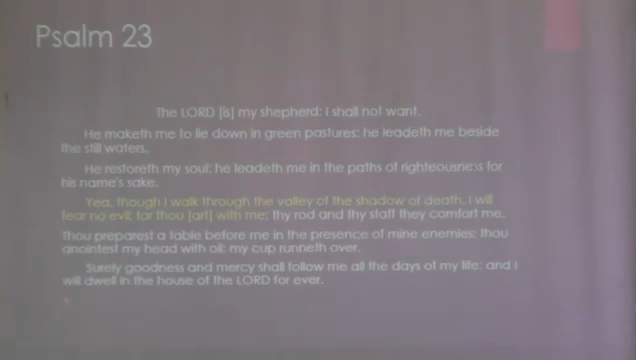 Psalm 23
The LORD [is] my shepherd; I shall not want.
He maketh me to lie down in green pastures: he leadeth me beside
the still waters.
He restoreth my soul: he leadeth me in the paths of righteousness for
his name's sake.
Yea, though I walk through the valley of the shadow of death, I will
fear no evil: for thou [art] with me; thy rod and thy staff they comfort me.
Thou preparest a table before me in the presence of mine enemies: thou
anointest my head with oil; my cup runneth over.
Surely goodness and mercy shall follow me all the days of my life: and I
will dwell in the house of the LORD for ever.